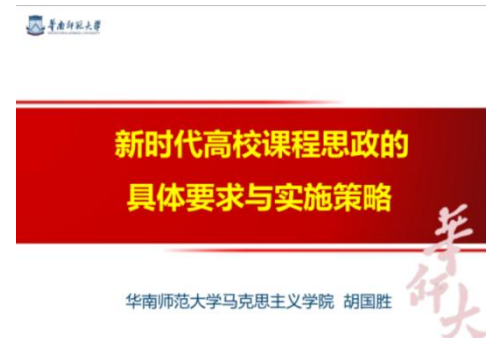 华南师范大学
新时代高校课程思政的
具体要求与实施策略
华师大
华南师范大学马克思主义学院 胡国胜